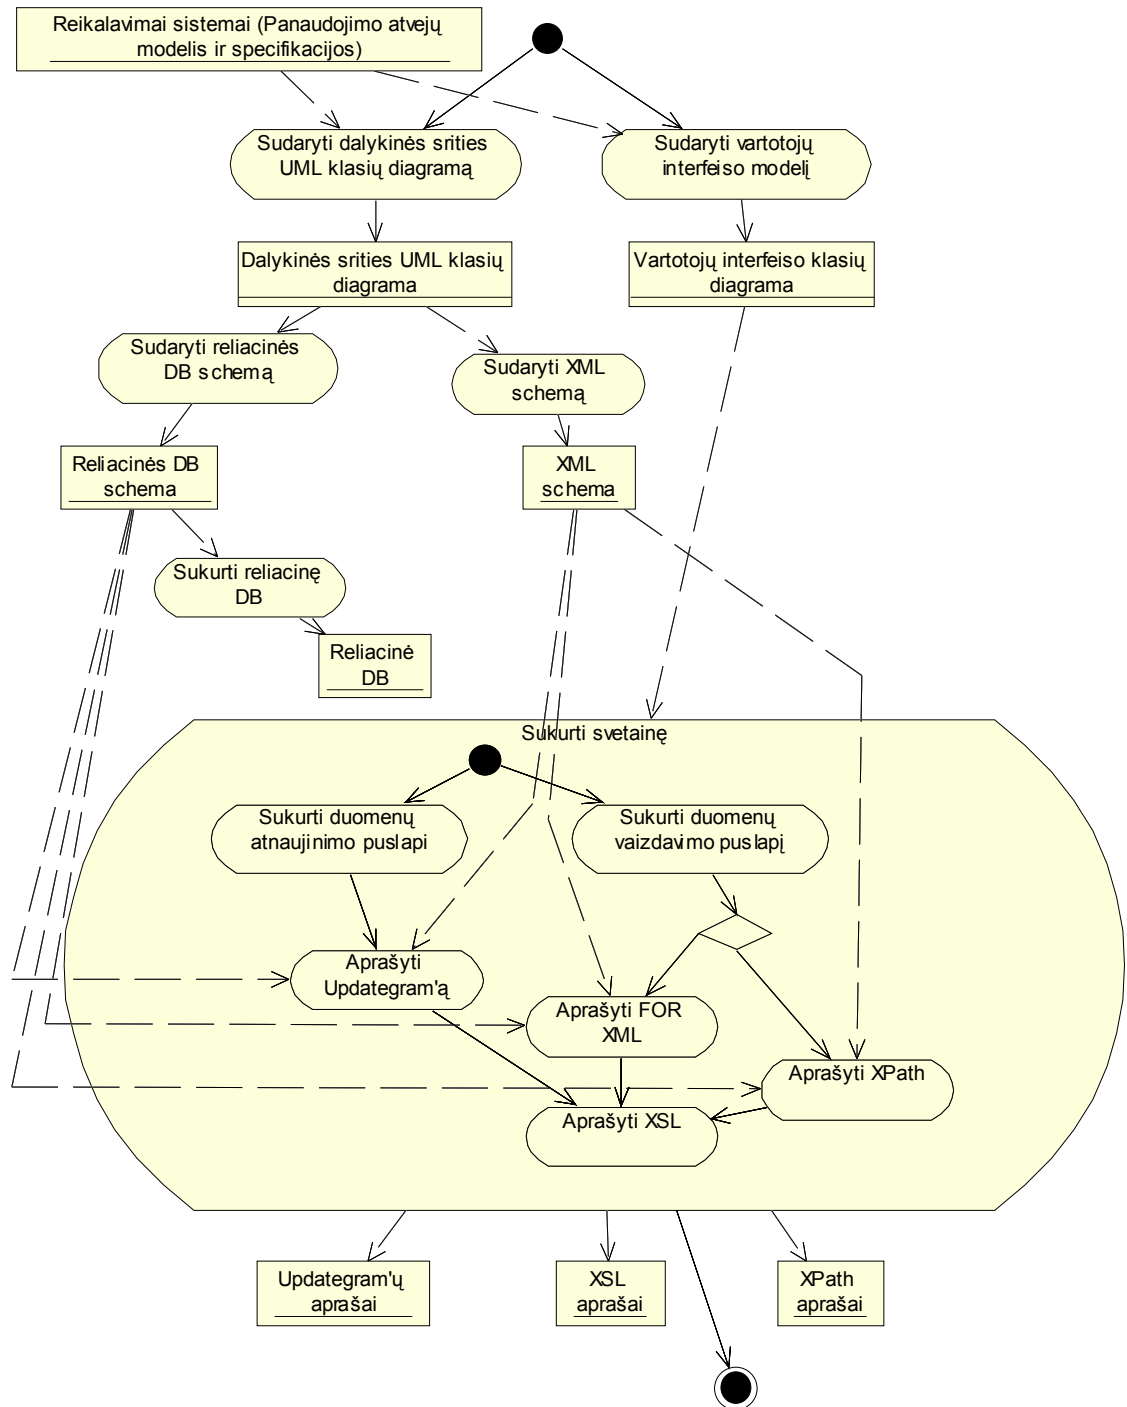 Reikalavimai sistemai (Panaudojimo atvejų
modelis ir specifikacijos)
Sudaryti dalykinės srities
UML klasių diagramą
Sudaryti vartotojų
interfeiso modelį
Dalykinės srities UML klasių
diagrama
Vartotojų interfeiso klasių
diagrama
Sudaryti reliacinės
DB schemą
Sudaryti XML
schemą
Reliacinės DB
schema
XML
schema
Sukurti reliacinę
DB
Reliacinė
DB
Sukurti svetainę
Sukurti duomenų
atnaujinimo puslapi
Sukurti duomenų
vaizdavimo puslapį
Aprašyti
Updategram'ą
Aprašyti FOR
XML
Aprašyti XPath
Aprašyti XSL
Updategram'ų
aprašai
XSL
aprašai
XPath
aprašai